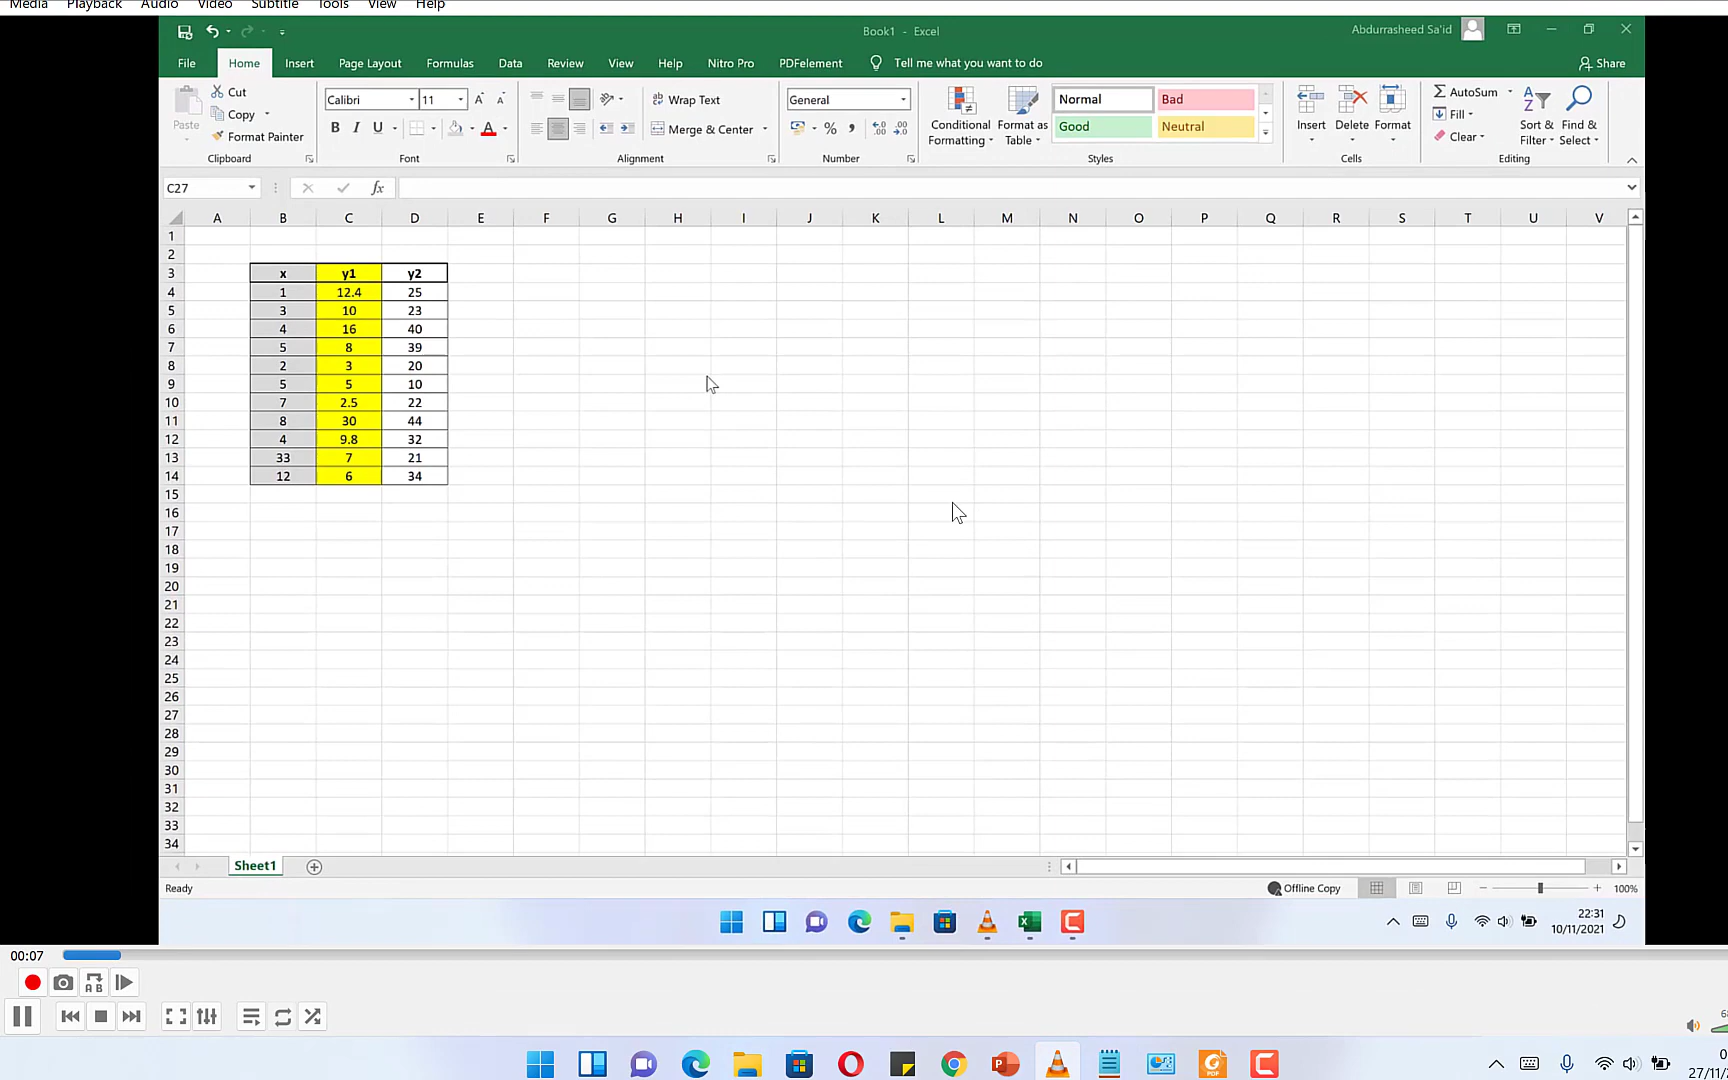 Media Playback Audio Video Subtitle Tools View Help
Book1 - Excel
Abdurrasheed Sa'id
File Home Insert Page Layout Formulas Data Review View Help Nitro Pro PDFelement Tell me what you want to do Share
Paste
Cut
Copy
Format Painter
Clipboard
Calibri 11
B I U
Font
Wrap Text
Merge & Center
Alignment
General
Number
Conditional Formatting
Format as Table
Normal Bad
Good Neutral
Styles
Insert Delete Format
Cells
AutoSum
Fill
Clear
Sort & Filter
Find & Select
Editing
C27 fx
A B C D E F G H I J K L M N O P Q R S T U V
1
2
3 x y1 y2
4 1 12.4 25
5 3 10 23
6 4 16 40
7 5 8 39
8 2 3 20
9 5 5 10
10 7 2.5 22
11 8 30 44
12 4 9.8 32
13 33 7 21
14 12 6 34
15
16
17
18
19
20
21
22
23
24
25
26
27
28
29
30
31
32
33
34
Sheet1
Ready
Offline Copy
100%
22:31
10/11/2021
00:07